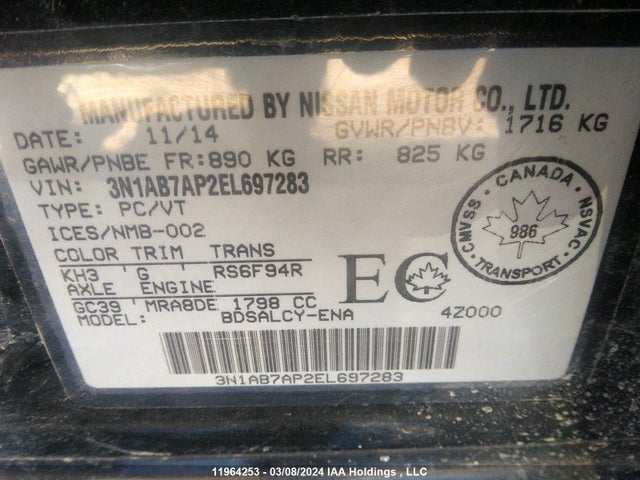 MANUFACTURED BY NISSAN MOTOR CO., LTD.
DATE: 11/14 GVWR/PNBV: 1716 KG
GAWR/PNBE FR: 890 KG RR: 825 KG
VIN: 3N1AB7AP2EL697283
TYPE: PC/VT
ICES/NMB-002
COLOR TRIM TRANS
KH3 G RS6F94R
AXLE ENGINE
GC39 MRA8DE 1798 CC
MODEL: BDSALCY-ENA 4Z000
EC
CANADA
CMVSS NSVAC
986
TRANSPORT
3N1AB7AP2EL697283
11964253 - 03/08/2024 IAA Holdings , LLC